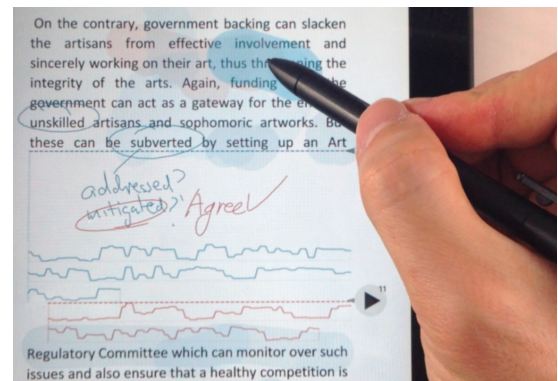 On the contrary, government backing can slacken
the artisans from effective involvement and
sincerely working on their art, thus the
integrity of the arts. Again, funding
government can act as a gateway for the
unskilled artisans and sophomoric artworks.
these can be subverted by setting up an Art
addressed?
mitigated?
Agree
11
Regulatory Committee which can monitor over such
issues and also ensure that a healthy competition is